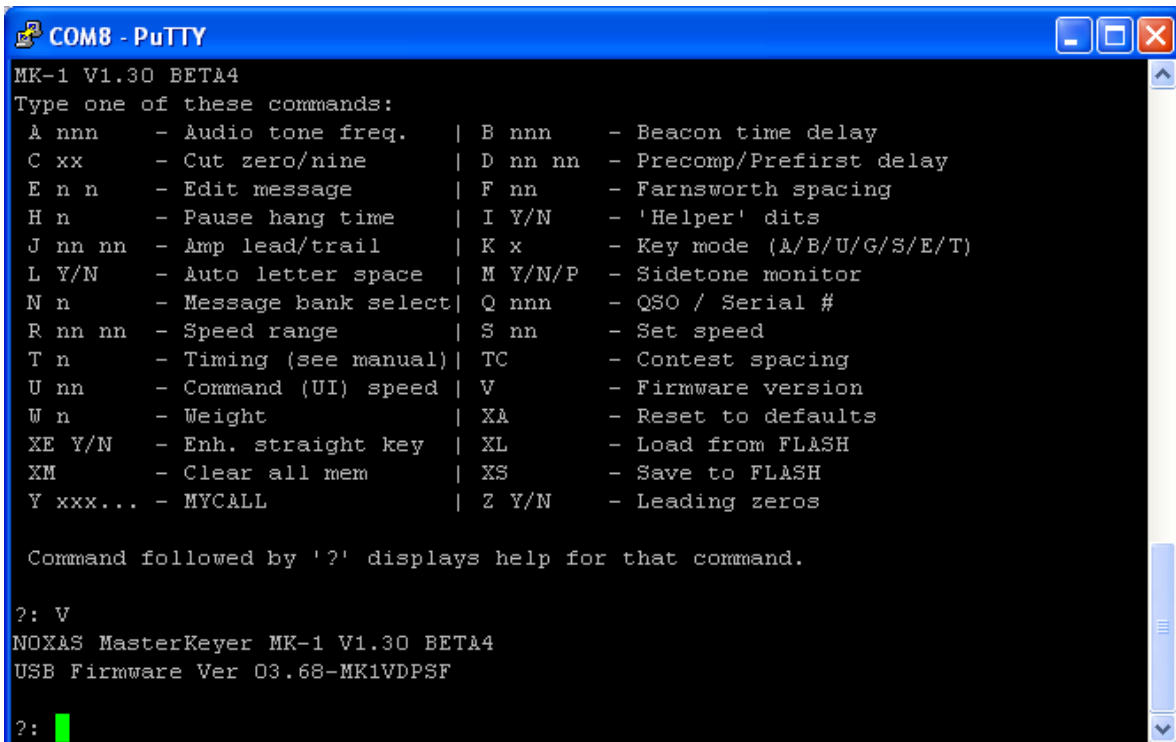 COM8 - PuTTY
MK-1 V1.30 BETA4
Type one of these commands:
 A nnn     - Audio tone freq.   | B nnn     - Beacon time delay
 C xx      - Cut zero/nine      | D nn nn  - Precomp/Prefirst delay
 E n n     - Edit message       | F nn      - Farnsworth spacing
 H n       - Pause hang time    | I Y/N     - 'Helper' dits
 J nn nn  - Amp lead/trail     | K x       - Key mode (A/B/U/G/S/E/T)
 L Y/N     - Auto letter space  | M Y/N/P  - Sidetone monitor
 N n       - Message bank select| Q nnn     - QSO / Serial #
 R nn nn  - Speed range        | S nn      - Set speed
 T n       - Timing (see manual)| TC        - Contest spacing
 U nn      - Command (UI) speed | V         - Firmware version
 W n       - Weight             | XA        - Reset to defaults
 XE Y/N   - Enh. straight key  | XL        - Load from FLASH
 XM        - Clear all mem      | XS        - Save to FLASH
 Y xxx... - MYCALL             | Z Y/N     - Leading zeros
 Command followed by '?' displays help for that command.
?: V
N0XAS MasterKeyer MK-1 V1.30 BETA4
USB Firmware Ver 03.68-MK1VDPSF
?: